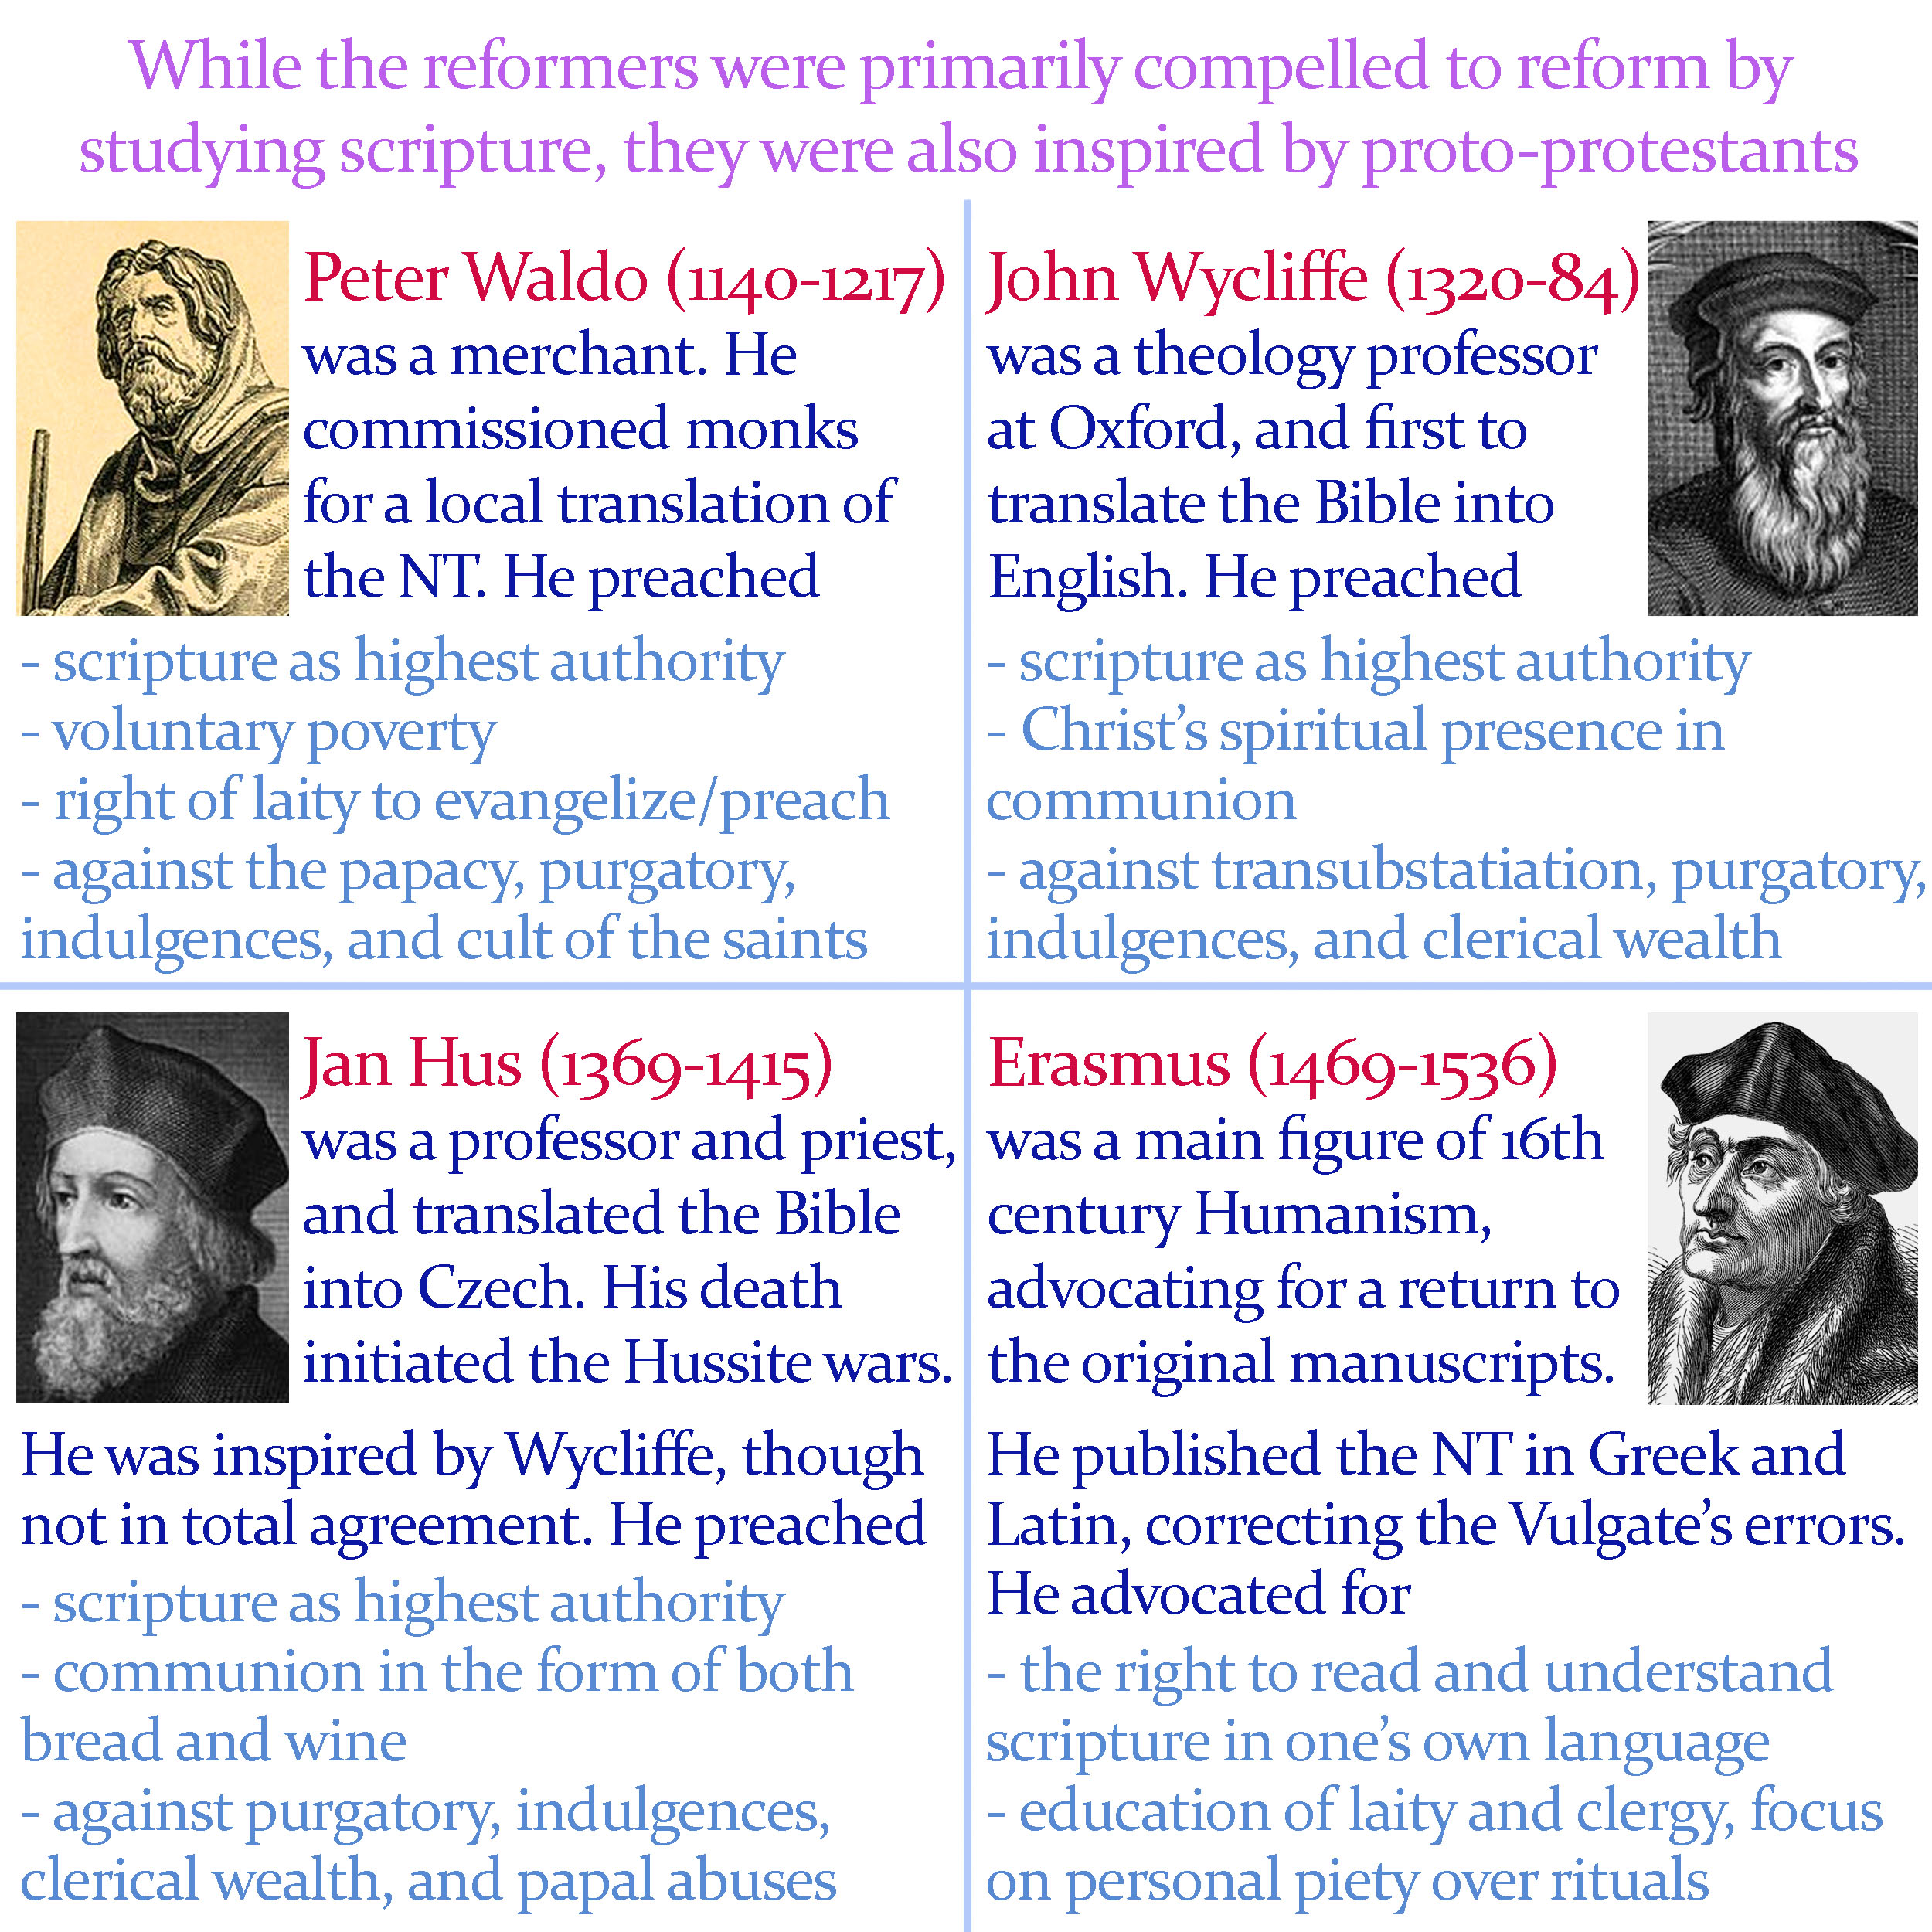 While the reformers were primarily compelled to reform by
studying scripture, they were also inspired by proto-protestants
Peter Waldo (1140-1217)
was a merchant. He
commissioned monks
for a local translation of
the NT. He preached
- scripture as highest authority
- voluntary poverty
- right of laity to evangelize/preach
- against the papacy, purgatory,
indulgences, and cult of the saints
John Wycliffe (1320-84)
was a theology professor
at Oxford, and first to
translate the Bible into
English. He preached
- scripture as highest authority
- Christ's spiritual presence in
communion
- against transubstatiation, purgatory,
indulgences, and clerical wealth
Jan Hus (1369-1415)
was a professor and priest,
and translated the Bible
into Czech. His death
initiated the Hussite wars.
He was inspired by Wycliffe, though
not in total agreement. He preached
- scripture as highest authority
- communion in the form of both
bread and wine
- against purgatory, indulgences,
clerical wealth, and papal abuses
Erasmus (1469-1536)
was a main figure of 16th
century Humanism,
advocating for a return to
the original manuscripts.
He published the NT in Greek and
Latin, correcting the Vulgate's errors.
He advocated for
- the right to read and understand
scripture in one's own language
- education of laity and clergy, focus
on personal piety over rituals